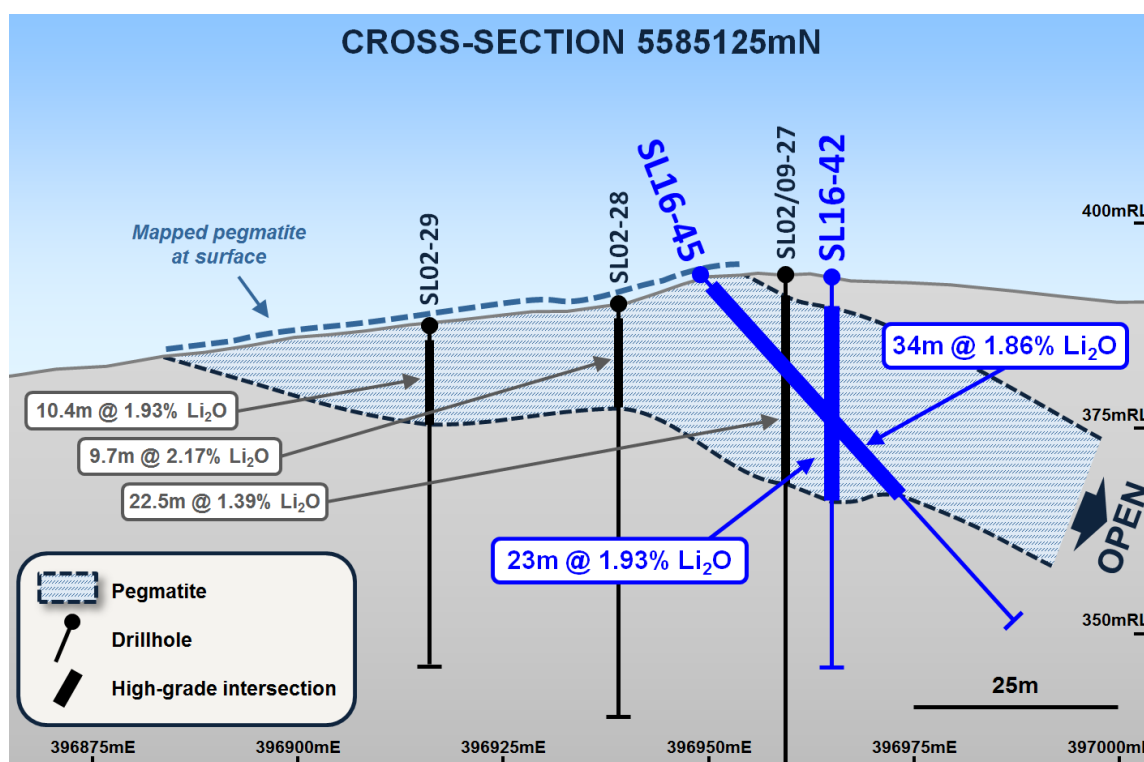 CROSS-SECTION 5585125mN
SL16-45
SL02/09-27
SL16-42
SL02-28
SL02-29
400mRL
Mapped pegmatite
at surface
34m @ 1.86% Li₂O
10.4m @ 1.93% Li₂O
375mRL
9.7m @ 2.17% Li₂O
22.5m @ 1.39% Li₂O
OPEN
23m @ 1.93% Li₂O
Pegmatite
Drillhole
High-grade intersection
350mRL
25m
396875mE
396900mE
396925mE
396950mE
396975mE
397000mE